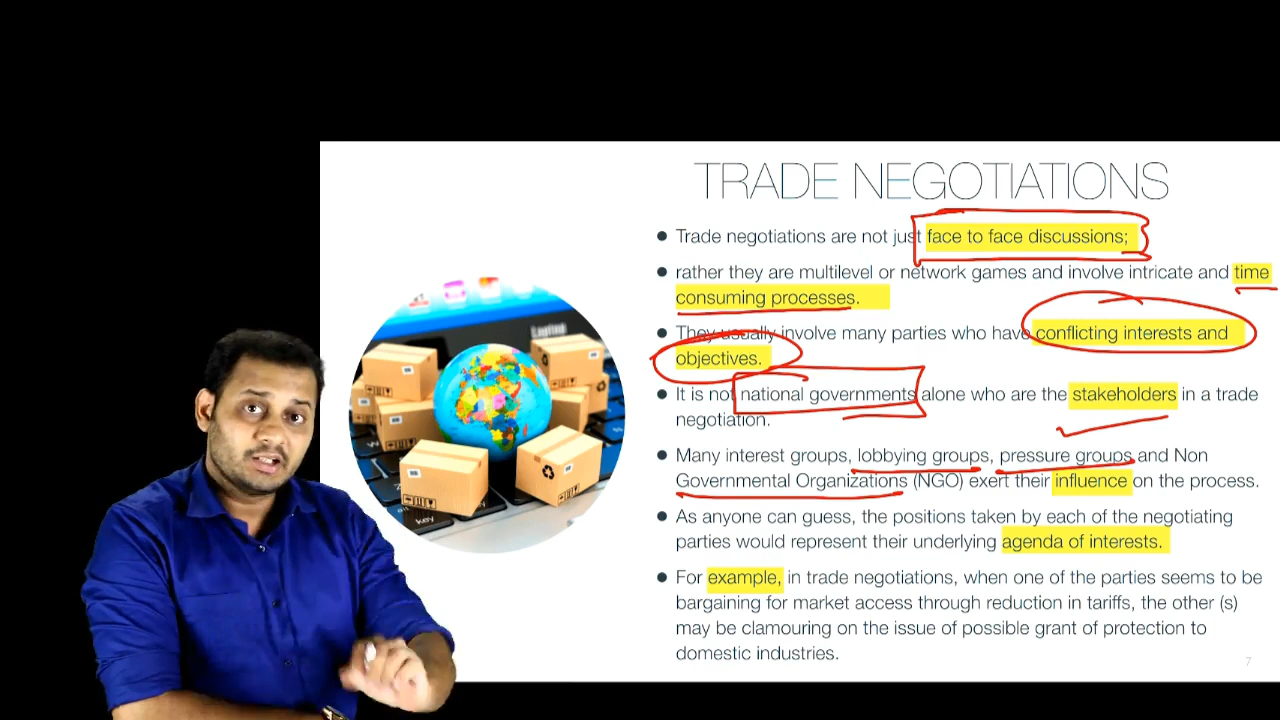 TRADE NEGOTIATIONS
• Trade negotiations are not just face to face discussions;
• rather they are multilevel or network games and involve intricate and time
consuming processes.
• They usually involve many parties who have conflicting interests and
objectives.
• It is not national governments alone who are the stakeholders in a trade
negotiation.
• Many interest groups, lobbying groups, pressure groups and Non
Governmental Organizations (NGO) exert their influence on the process.
• As anyone can guess, the positions taken by each of the negotiating
parties would represent their underlying agenda of interests.
• For example, in trade negotiations, when one of the parties seems to be
bargaining for market access through reduction in tariffs, the other (s)
may be clamouring on the issue of possible grant of protection to
domestic industries.
7